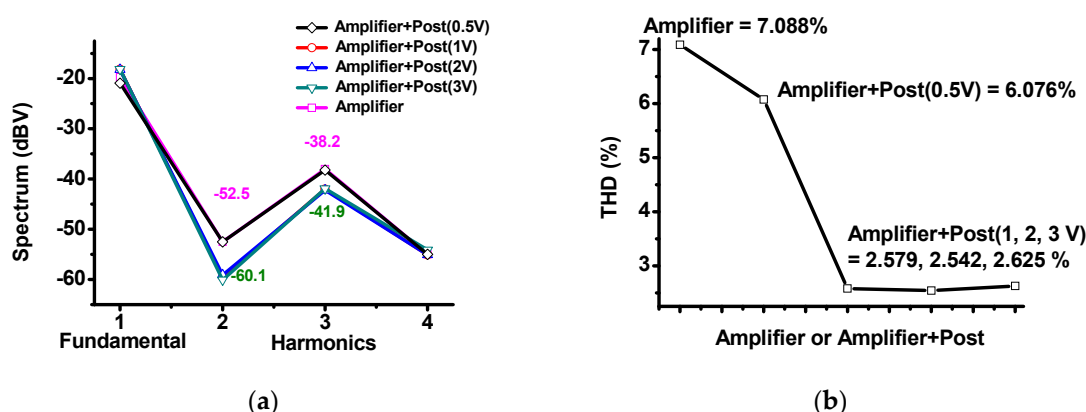 Amplifier+Post(0.5V)
Amplifier+Post(1V)
Amplifier+Post(2V)
Amplifier+Post(3V)
Amplifier
Spectrum (dBV)
-20
-30
-40
-50
-60
-38.2
-52.5
-41.9
-60.1
1
2
3
4
Fundamental
Harmonics
(a)
Amplifier = 7.088%
Amplifier+Post(0.5V) = 6.076%
Amplifier+Post(1, 2, 3 V)
= 2.579, 2.542, 2.625 %
THD (%)
7
6
5
4
3
Amplifier or Amplifier+Post
(b)